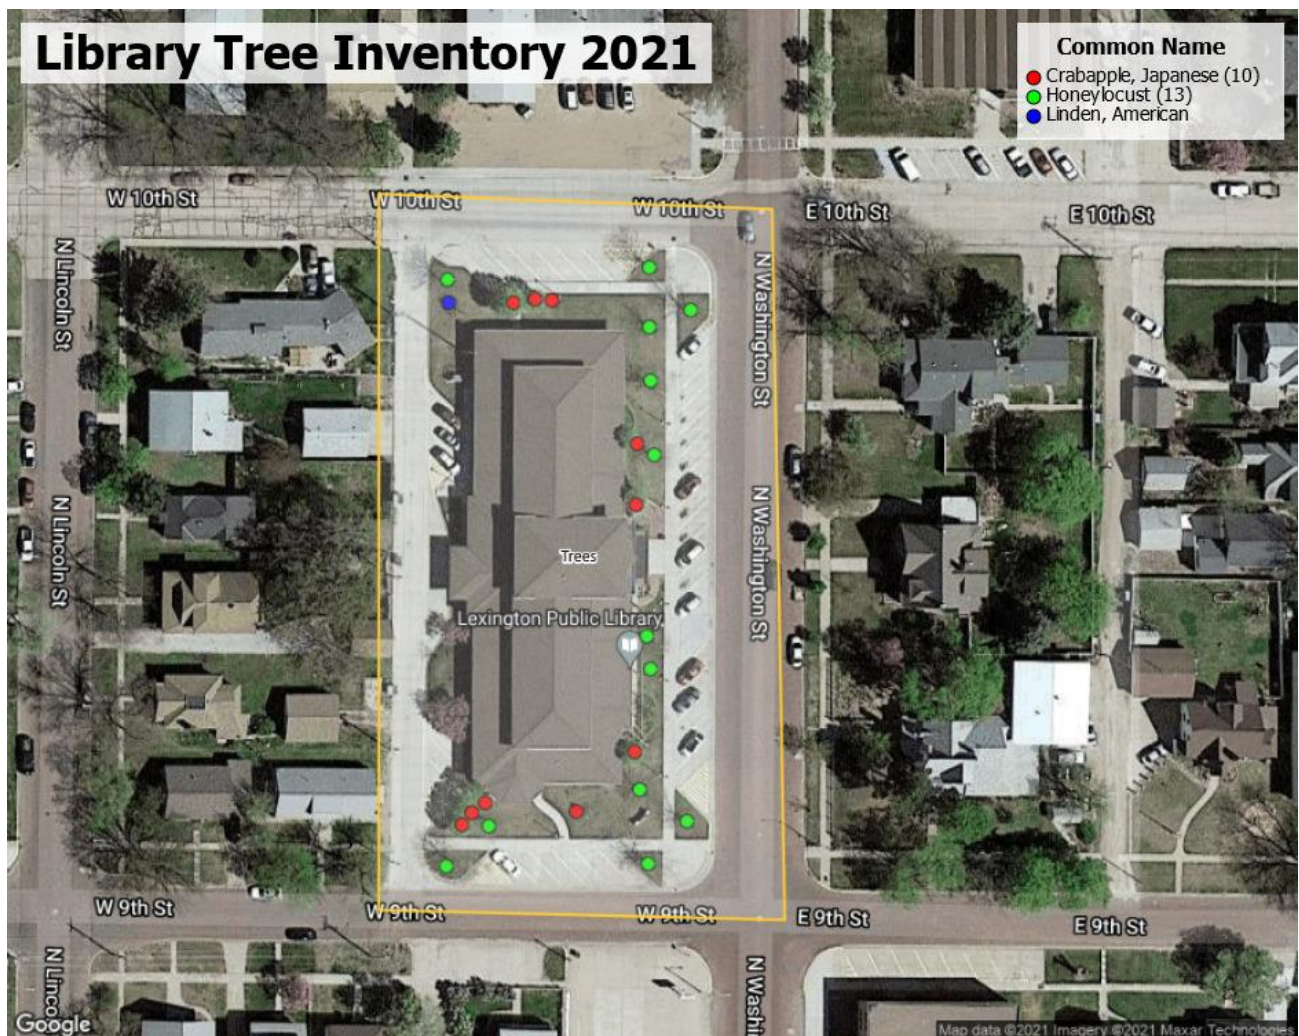 Library Tree Inventory 2021
Common Name
Crabapple, Japanese (10)
Honeylocust (13)
Linden, American
W 10th St
W 10th St
W 10th St
E 10th St
E 10th St
N Lincoln St
N Washington St
N Lincoln St
N Washington St
Trees
Lexington Public Library
W 9th St
W 9th St
W 9th St
E 9th St
E 9th St
N Linco
N Washi
Google
Map data ©2021 Imagery ©2021 Maxar Technologies